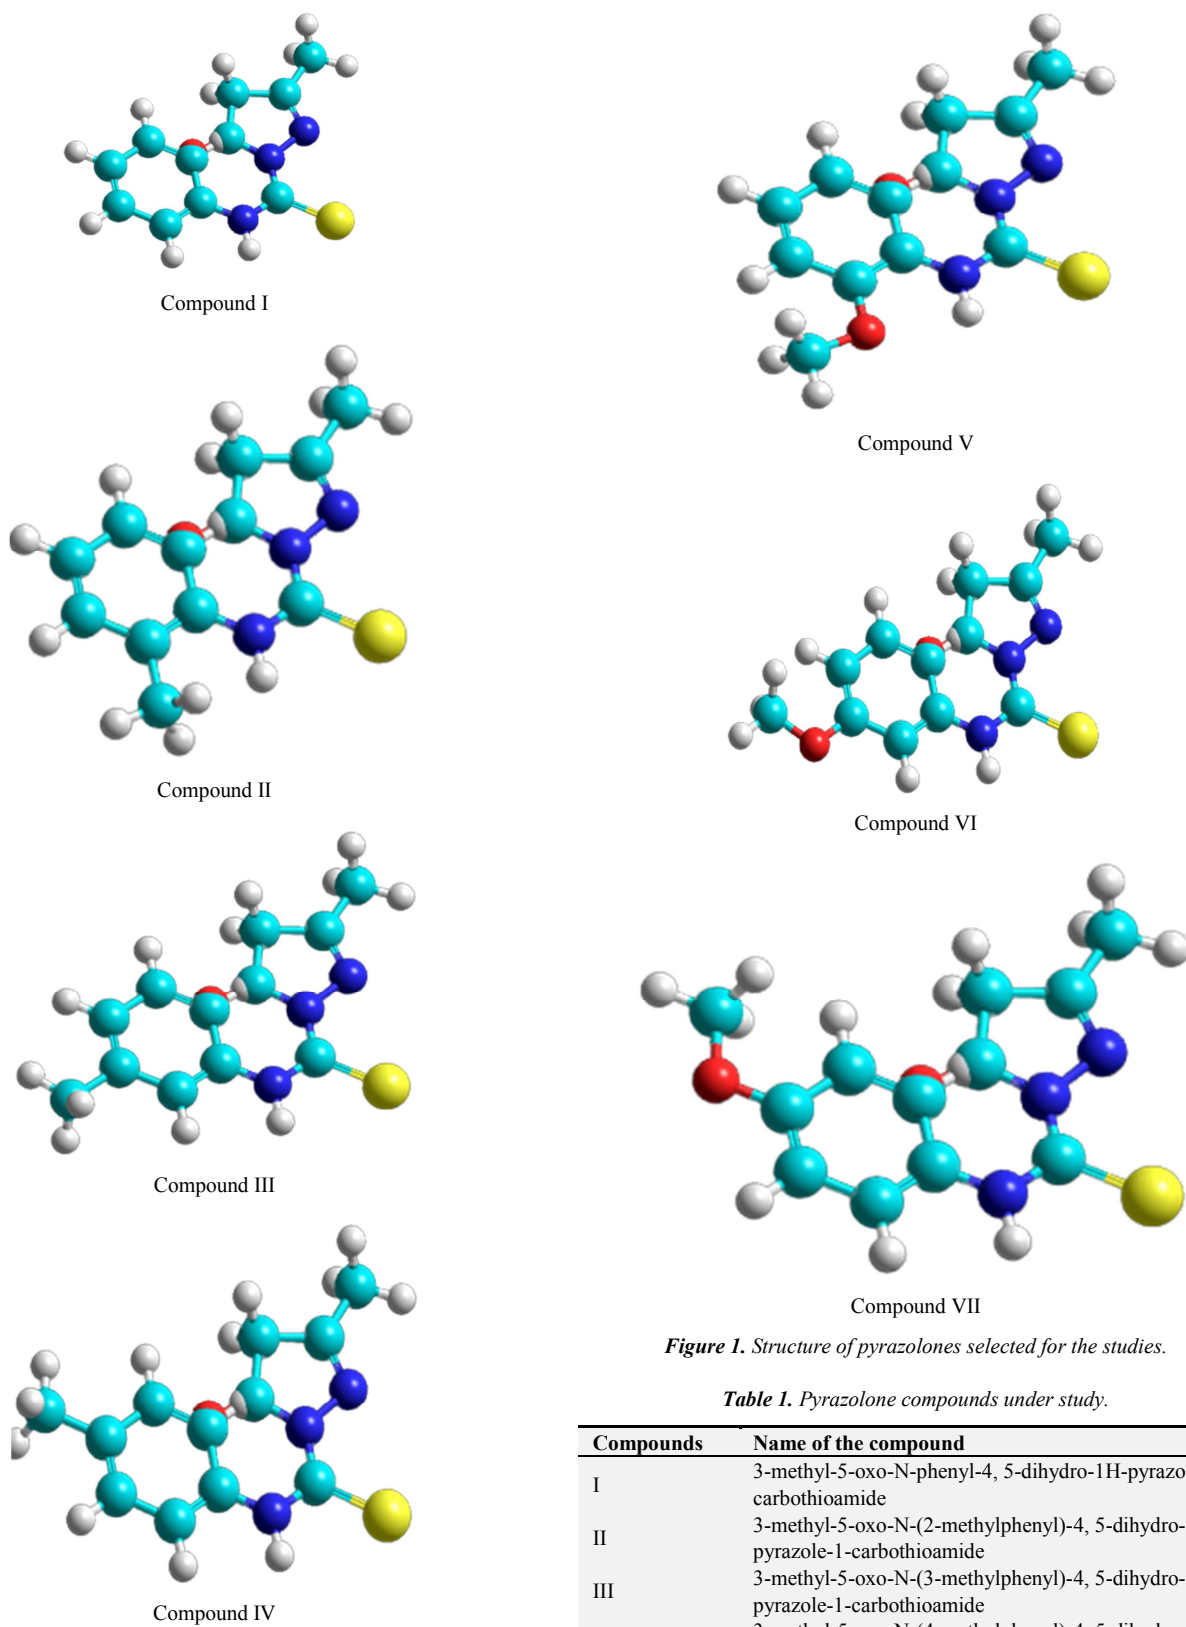 Compound I
Compound II
Compound III
Compound IV
Compound V
Compound VI
Compound VII
Figure 1. Structure of pyrazolones selected for the studies.
Table 1. Pyrazolone compounds under study.
Compounds Name of the compound
I 3-methyl-5-oxo-N-phenyl-4, 5-dihydro-1H-pyrazo
carbothioamide
II 3-methyl-5-oxo-N-(2-methylphenyl)-4, 5-dihydro-
pyrazole-1-carbothioamide
III 3-methyl-5-oxo-N-(3-methylphenyl)-4, 5-dihydro-
pyrazole-1-carbothioamide